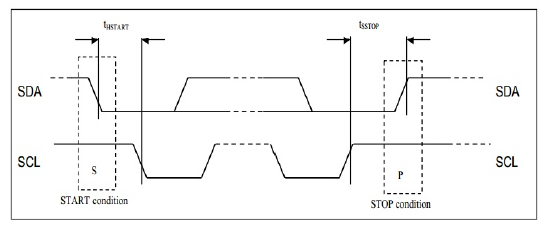 tHSTART tSSTOP
SDA SDA
SCL S P SCL
START condition STOP condition